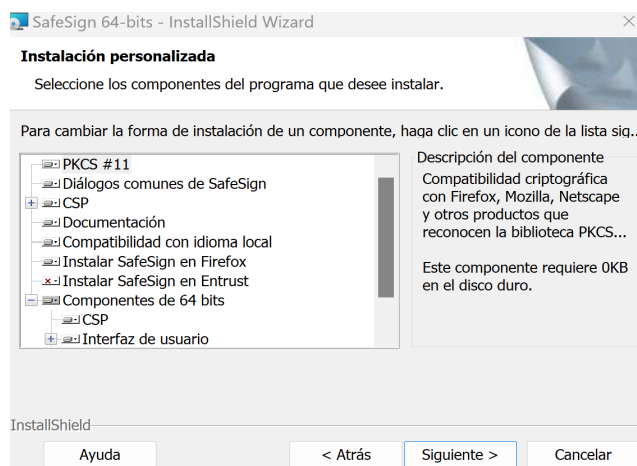 SafeSign 64-bits - InstallShield Wizard
Instalación personalizada
Seleccione los componentes del programa que desee instalar.
Para cambiar la forma de instalación de un componente, haga clic en un icono de la lista sig..
PKCS #11
Diálogos comunes de SafeSign
CSP
Documentación
Compatibilidad con idioma local
Instalar SafeSign en Firefox
Instalar SafeSign en Entrust
Componentes de 64 bits
CSP
Interfaz de usuario
Descripción del componente
Compatibilidad criptográfica
con Firefox, Mozilla, Netscape
y otros productos que
reconocen la biblioteca PKCS...
Este componente requiere 0KB
en el disco duro.
InstallShield
Ayuda
< Atrás
Siguiente >
Cancelar